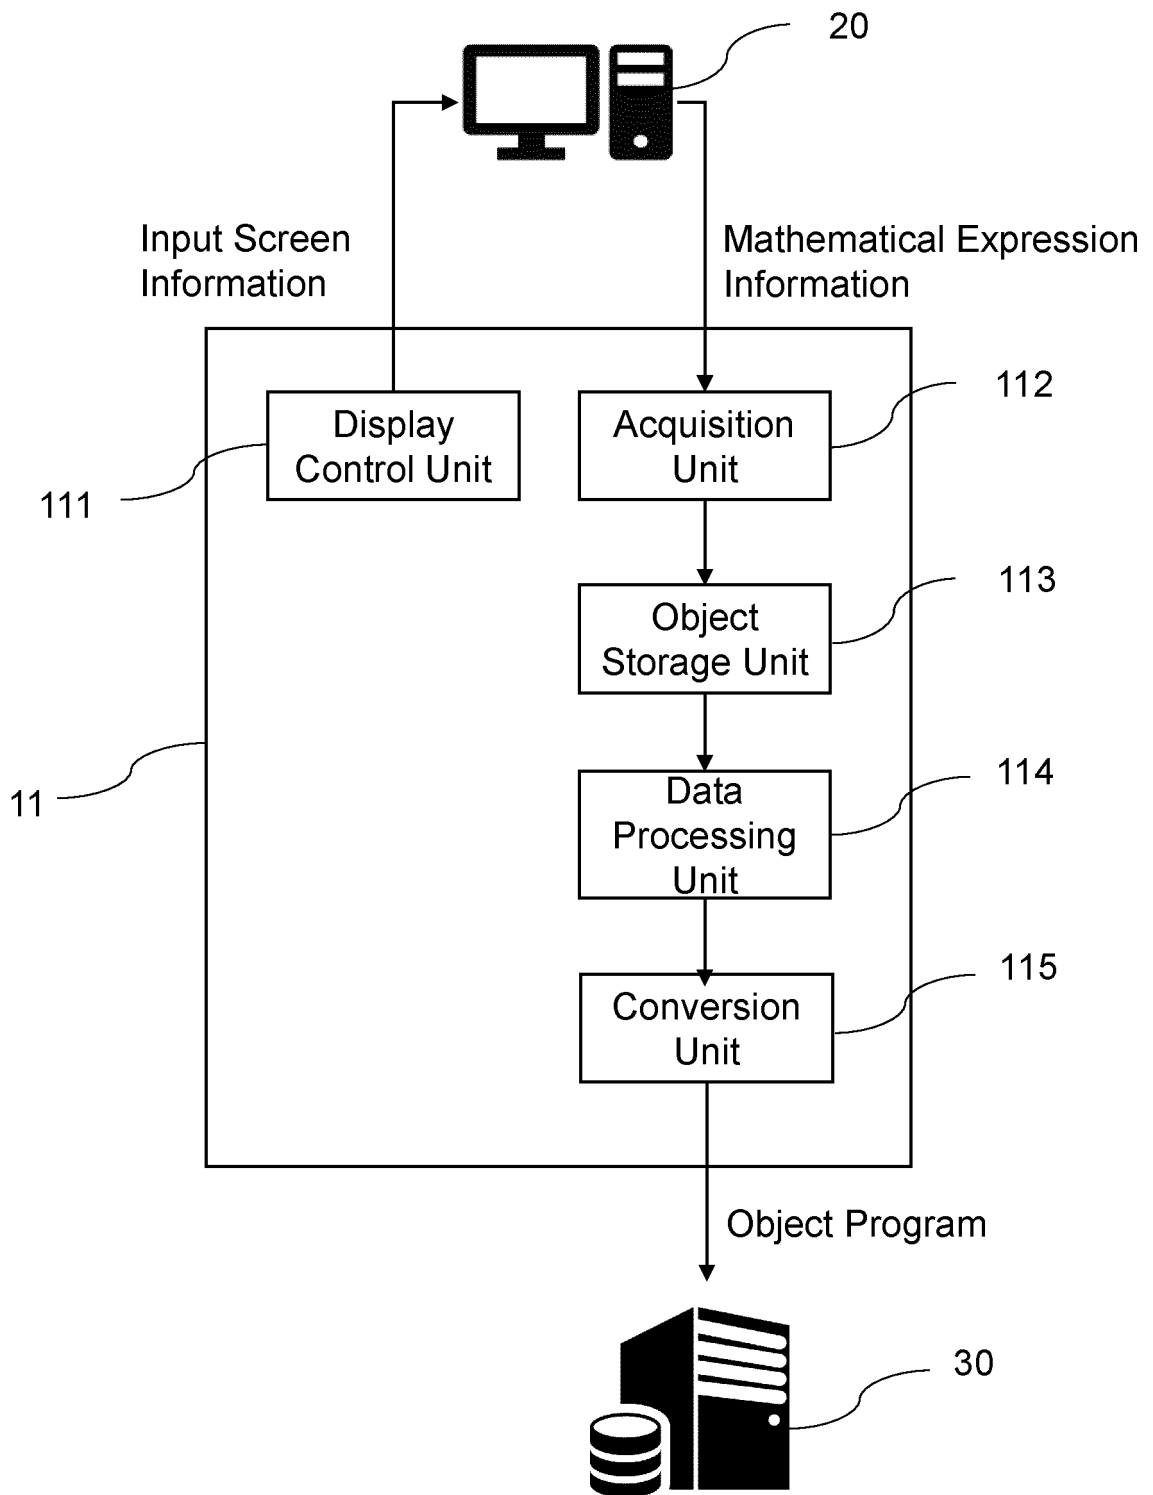 20
Input Screen
Information
Mathematical Expression
Information
Display
Control Unit
111
Acquisition
Unit
112
Object
Storage Unit
113
11
Data
Processing
Unit
114
Conversion
Unit
115
Object Program
30